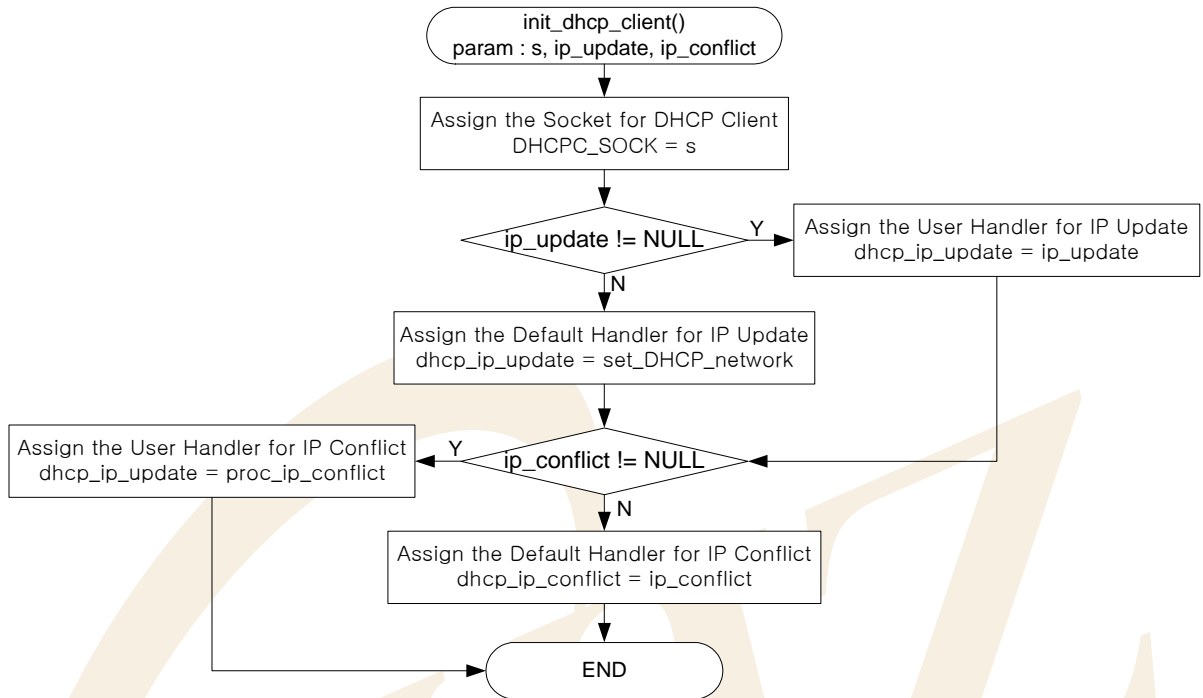 init_dhcp_client()
param : s, ip_update, ip_conflict
Assign the Socket for DHCP Client
DHCPC_SOCK = s
ip_update != NULL
Y
Assign the User Handler for IP Update
dhcp_ip_update = ip_update
N
Assign the Default Handler for IP Update
dhcp_ip_update = set_DHCP_network
Assign the User Handler for IP Conflict
dhcp_ip_update = proc_ip_conflict
Y
ip_conflict != NULL
N
Assign the Default Handler for IP Conflict
dhcp_ip_conflict = ip_conflict
END